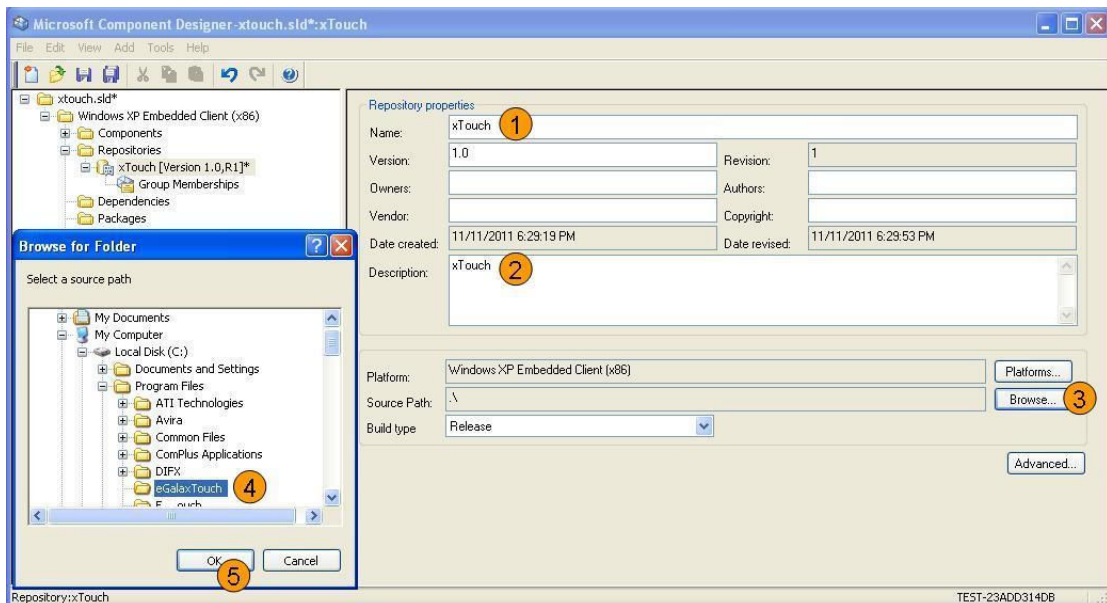 Microsoft Component Designer-xtouch.sld*:xTouch
File Edit View Add Tools Help
xtouch.sld*
Windows XP Embedded Client (x86)
Components
Repositories
xTouch [Version 1.0,R1]*
Group Memberships
Dependencies
Packages
Repository properties
Name: xTouch 1
Version: 1.0 Revision: 1
Owners: Authors:
Vendor: Copyright:
Date created: 11/11/2011 6:29:19 PM Date revised: 11/11/2011 6:29:53 PM
Description: xTouch 2
Platform: Windows XP Embedded Client (x86) Platforms...
Source Path: .\ Browse... 3
Build type Release
Advanced...
Browse for Folder
Select a source path
My Documents
My Computer
Local Disk (C:)
Documents and Settings
Program Files
ATI Technologies
Avira
Common Files
ComPlus Applications
DIFX
eGalaxTouch 4
OK Cancel
5
Repository:xTouch TEST-23ADD314DB